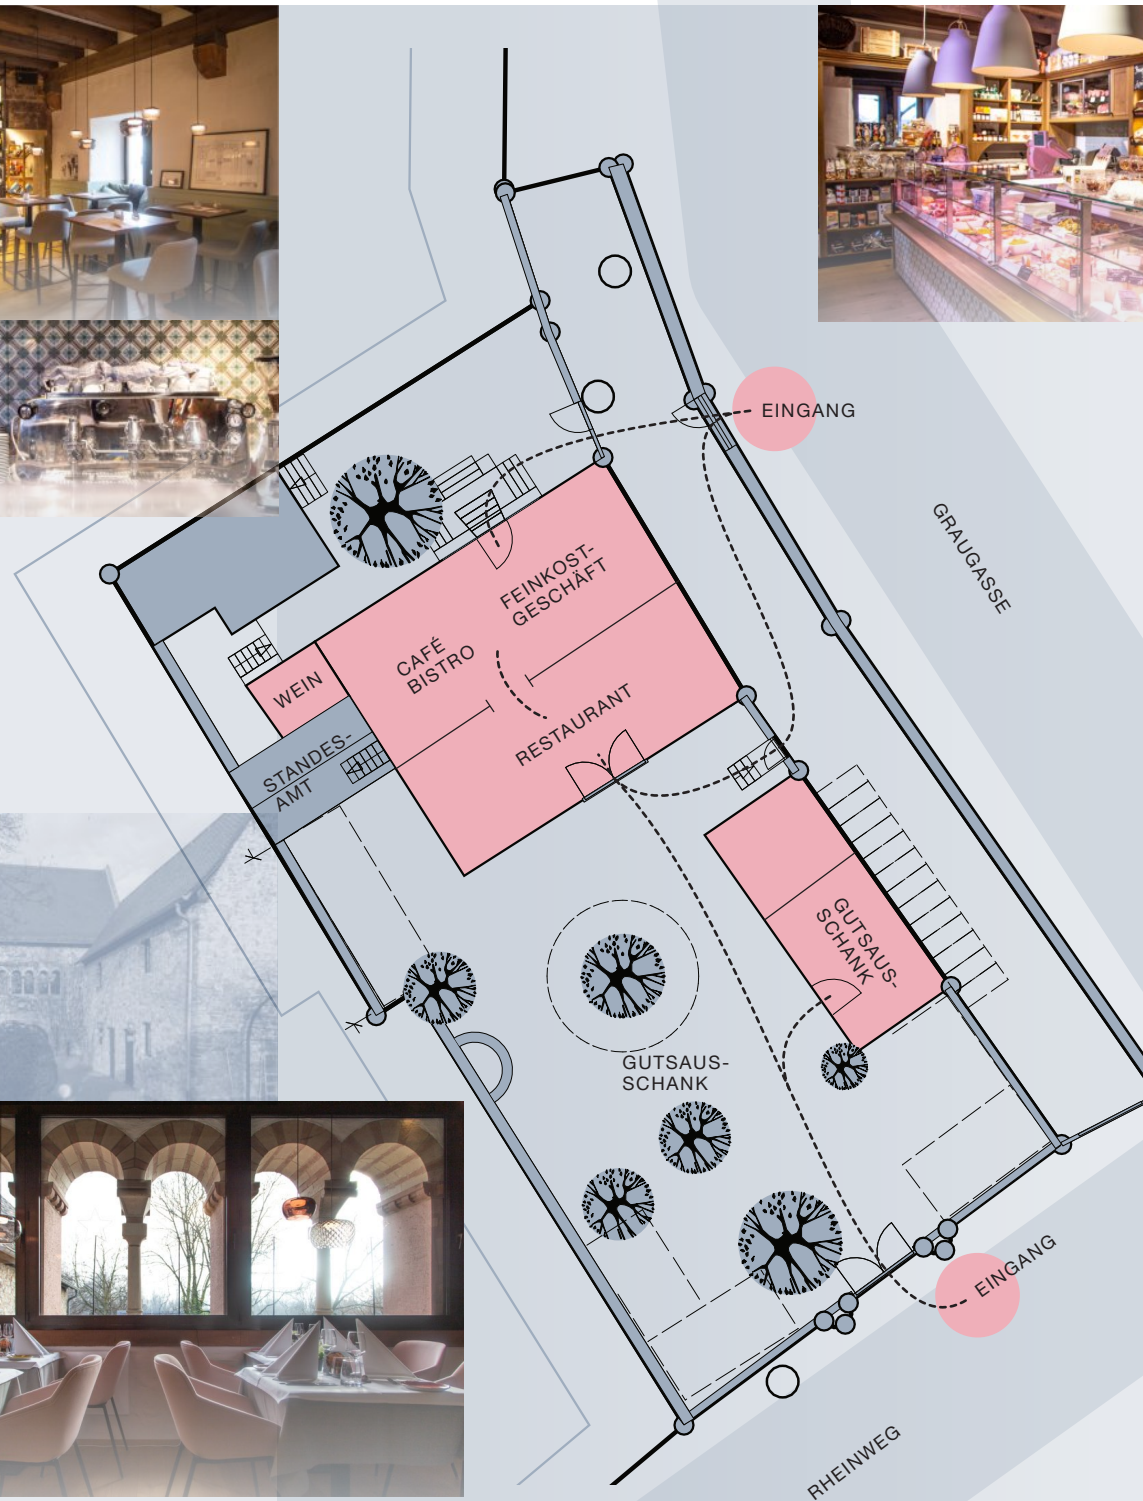 EINGANG
GRAUGASSE
FEINKOST-
GESCHÄFT
CAFÉ
BISTRO
WEIN
RESTAURANT
STANDES-
AMT
GUTSAUS-
SCHANK
GUTSAUS-
SCHANK
EINGANG
RHEINWEG